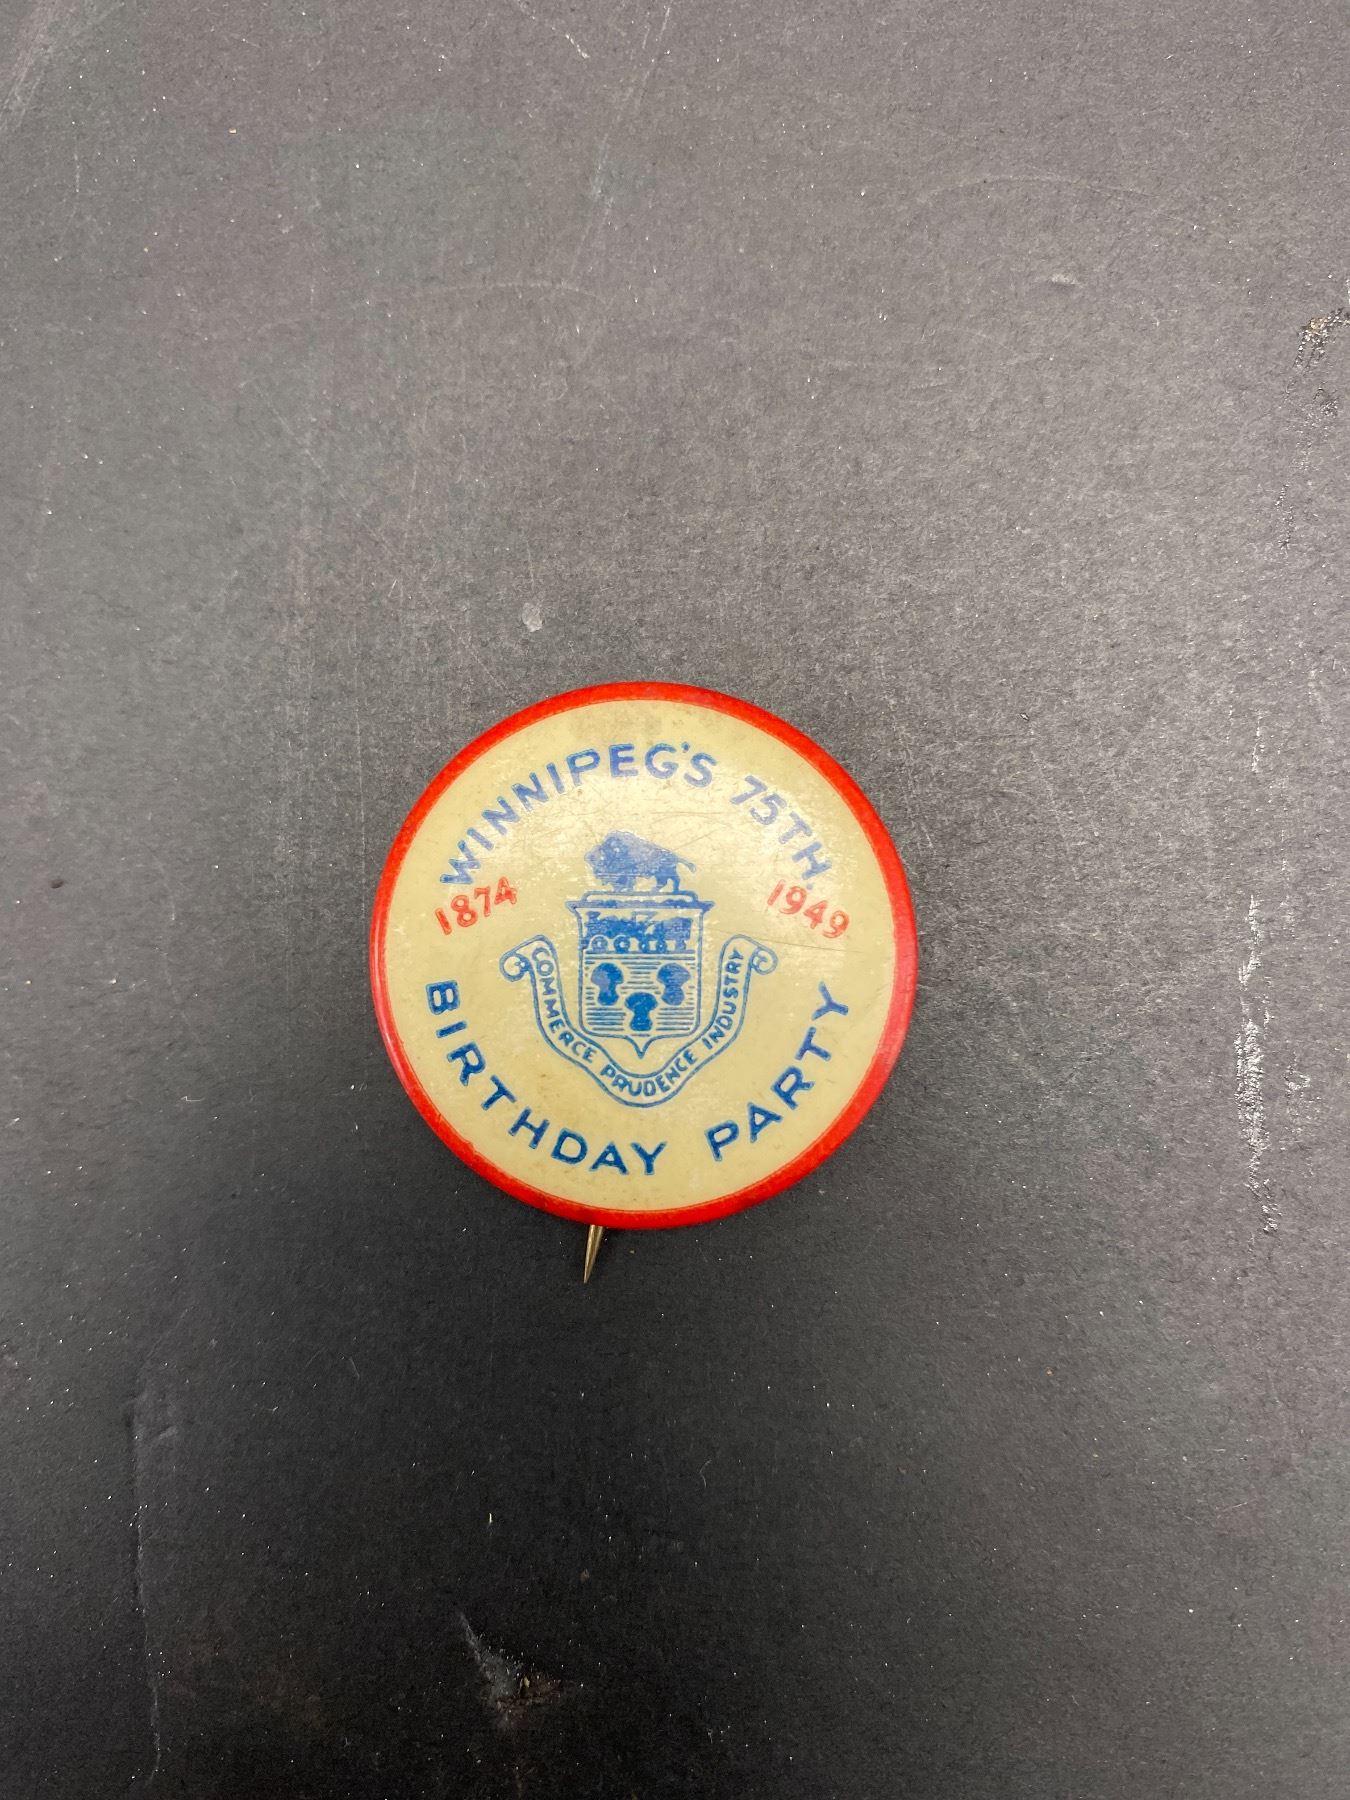 WINNIPEG'S 75TH.
1874 1949
COMMERCE PRUDENCE INDUSTRY
BIRTHDAY PARTY